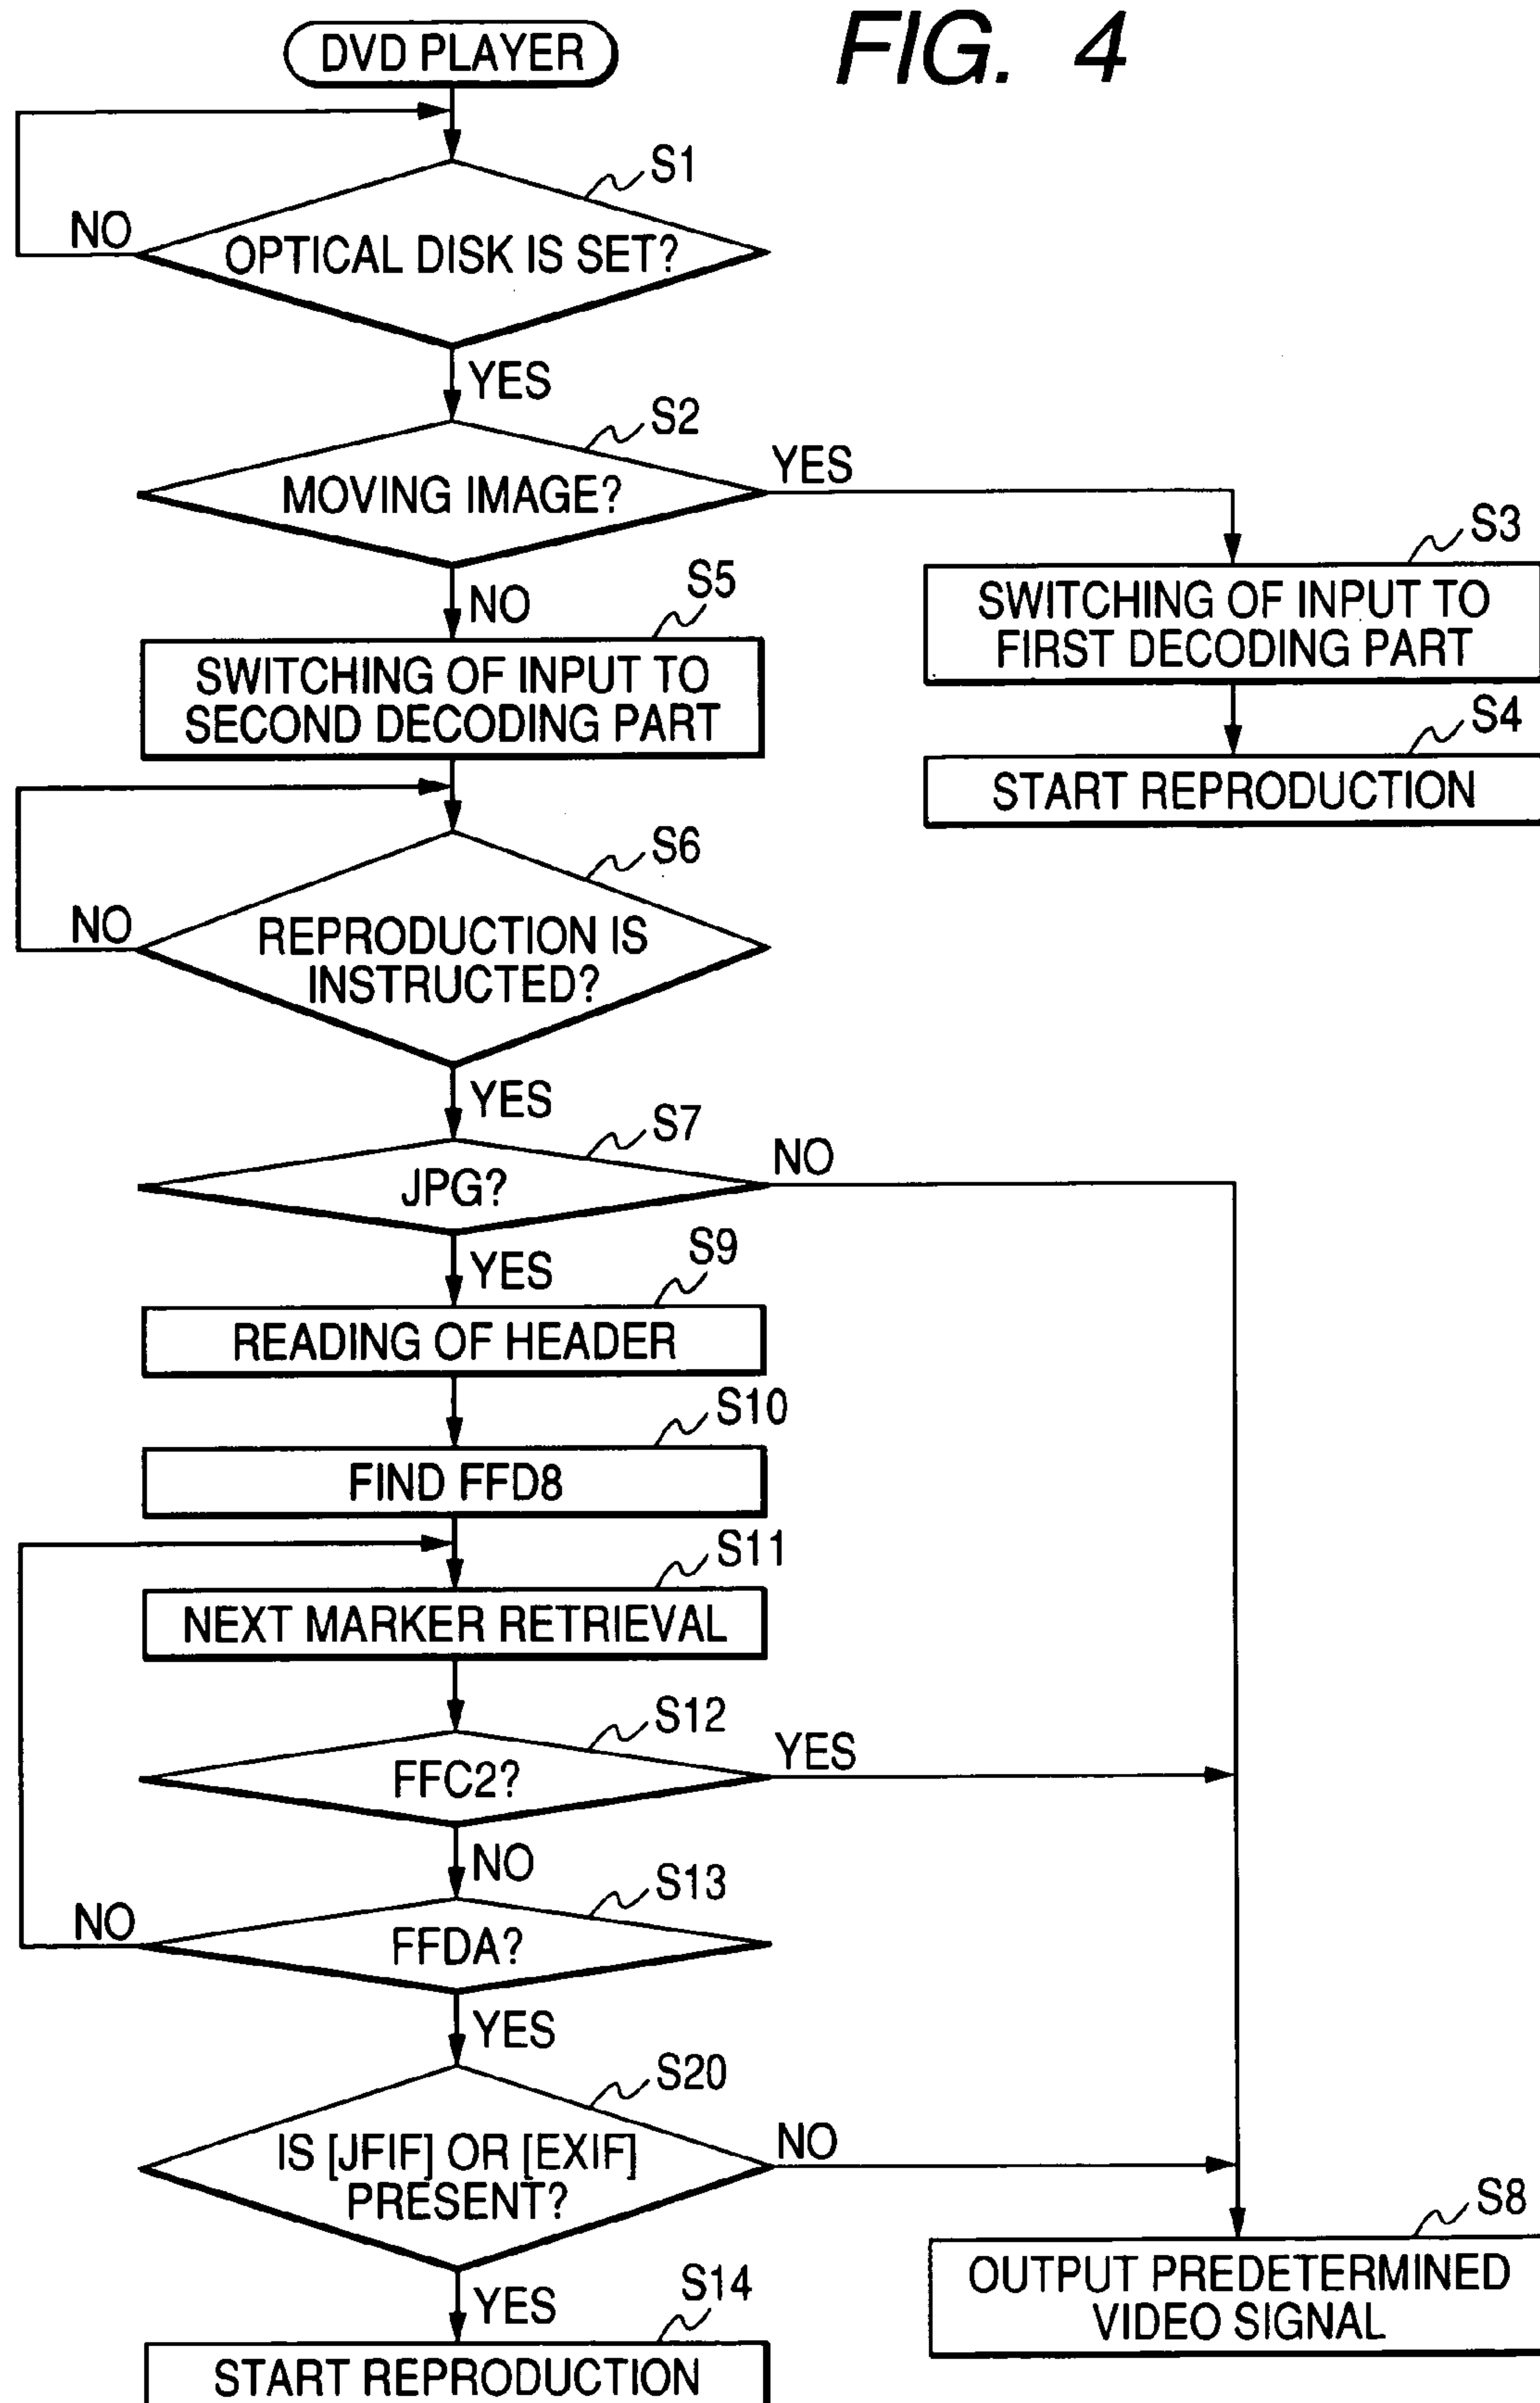 FIG. 4
DVD PLAYER
S1
NO
OPTICAL DISK IS SET?
YES
S2
YES
MOVING IMAGE?
S3
SWITCHING OF INPUT TO
FIRST DECODING PART
S4
START REPRODUCTION
NO
S5
SWITCHING OF INPUT TO
SECOND DECODING PART
S6
NO
REPRODUCTION IS
INSTRUCTED?
YES
S7
NO
JPG?
YES
S9
READING OF HEADER
S10
FIND FFD8
S11
NEXT MARKER RETRIEVAL
S12
YES
FFC2?
NO
S13
NO
FFDA?
YES
S20
NO
IS [JFIF] OR [EXIF]
PRESENT?
S8
OUTPUT PREDETERMINED
VIDEO SIGNAL
YES
S14
START REPRODUCTION